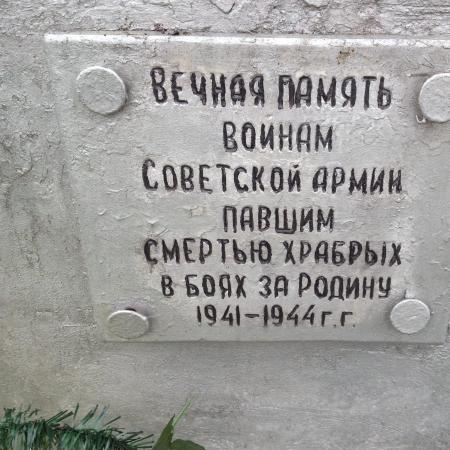 ВЕЧНАЯ ПАМЯТЬ
ВОИНАМ
СОВЕТСКОЙ АРМИИ
ПАВШИМ
СМЕРТЬЮ ХРАБРЫХ
В БОЯХ ЗА РОДИНУ
1941-1944 г.г.